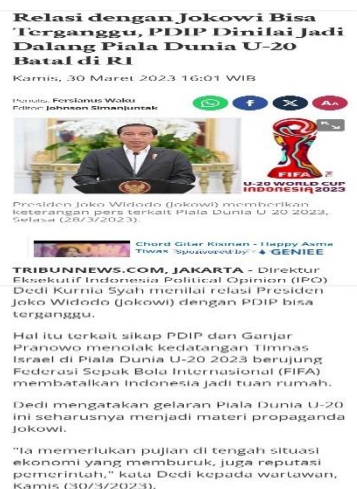 Relasi dengan Jokowi Bisa
Terganggu, PDIP Dinilai Jadi
Dalang Piala Dunia U-20
Batal di RI
Kamis, 30 Maret 2023 16:01 WIB
Penulis: Fersianus Waku
Editor: Johnson Simanjuntak
AA
FIFA
U-20 WORLD CUP
INDONESIA 2023
Presiden Joko Widodo (Jokowi) memberikan
keterangan pers terkait Piala Dunia U-20 2023,
Selasa (28/3/2023).
Chord Gitar Kisinan - Happy Asma
Tiwas
Sponsored by GENIEE
TRIBUNNEWS.COM, JAKARTA - Direktur
Eksekutif Indonesia Political Opinion (IPO)
Dedi Kurnia Syah menilai relasi Presiden
Joko Widodo (Jokowi) dengan PDIP bisa
terganggu.
Hal itu terkait sikap PDIP dan Ganjar
Pranowo menolak kedatangan Timnas
Israel di Piala Dunia U-20 2023 berujung
Federasi Sepak Bola Internasional (FIFA)
membatalkan Indonesia jadi tuan rumah.
Dedi mengatakan gelaran Piala Dunia U-20
ini seharusnya menjadi materi propaganda
Jokowi.
"Ia memerlukan pujian di tengah situasi
ekonomi yang memburuk, juga reputasi
pemerintah," kata Dedi kepada wartawan,
Kamis (30/3/2023).